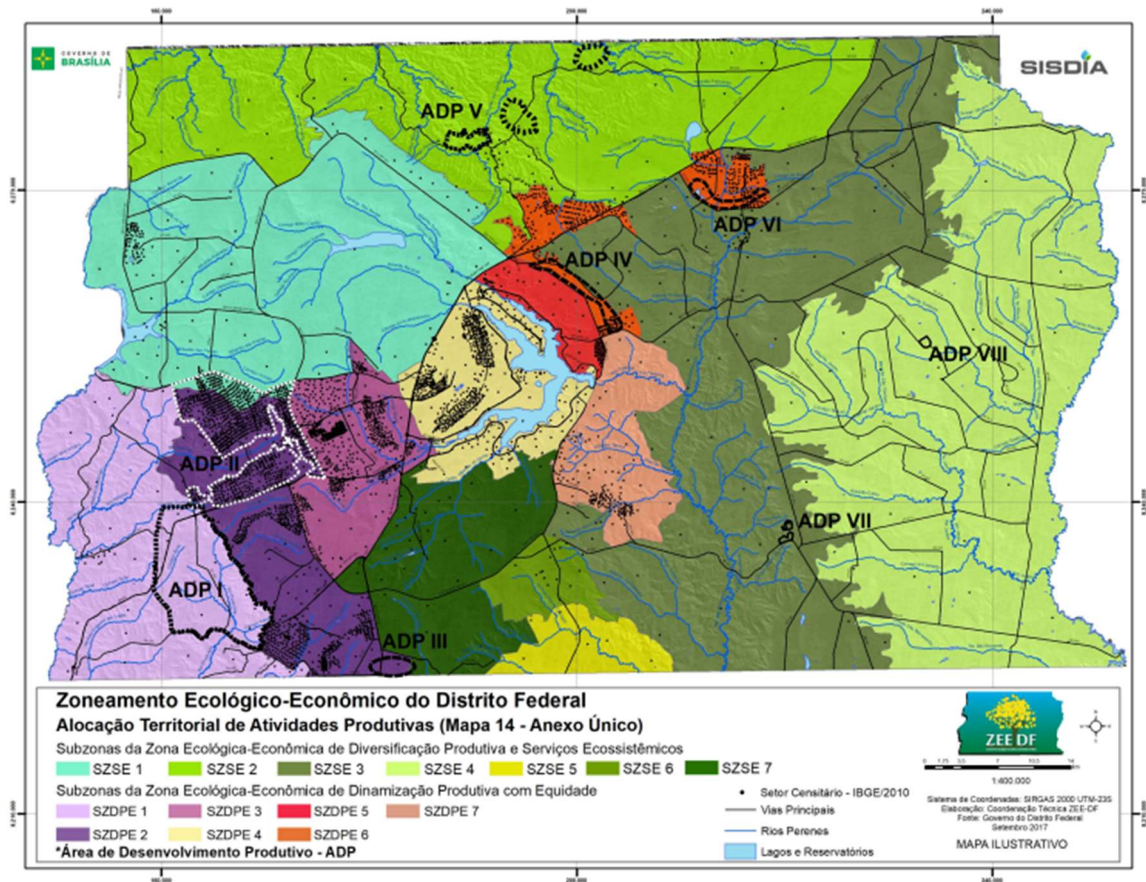 160.000
200.000
240.000
GOVERNO DE
BRASÍLIA
SISDIA
ADP V
ADP VI
ADP IV
ADP VIII
ADP II
ADP VII
ADP I
ADP III
Zoneamento Ecológico-Econômico do Distrito Federal
Alocação Territorial de Atividades Produtivas (Mapa 14 - Anexo Único)
Subzonas da Zona Ecológica-Econômica de Diversificação Produtiva e Serviços Ecossistêmicos
SZSE 1 SZSE 2 SZSE 3 SZSE 4 SZSE 5 SZSE 6 SZSE 7
Subzonas da Zona Ecológica-Econômica de Dinamização Produtiva com Equidade
SZDPE 1 SZDPE 3 SZDPE 5 SZDPE 7
SZDPE 2 SZDPE 4 SZDPE 6
*Área de Desenvolvimento Produtivo - ADP
Setor Censitário - IBGE/2010
Vias Principais
Rios Perenes
Lagos e Reservatórios
ZEE DF
1:400.000
Sistema de Coordenadas: SIRGAS 2000 UTM-23S
Elaboração: Coordenação Técnica ZEE-DF
Fonte: Governo do Distrito Federal
Setembro 2017
MAPA ILUSTRATIVO